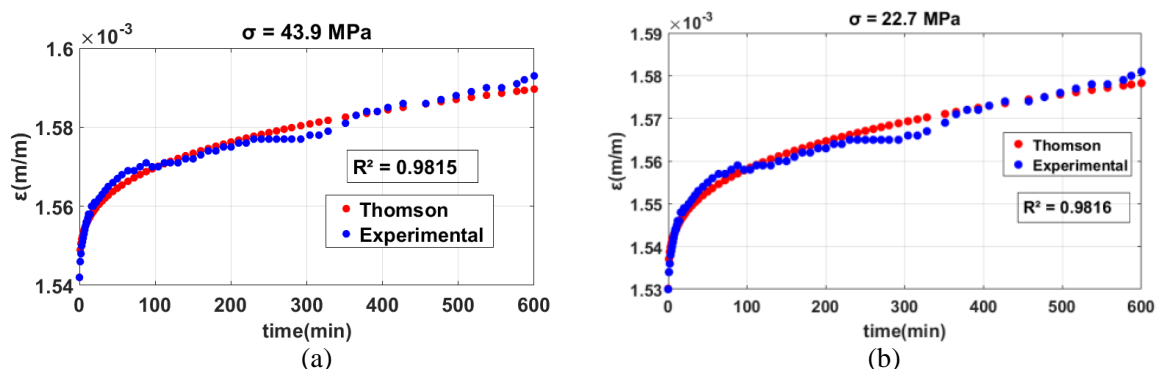 σ = 43.9 MPa
×10⁻³
1.6
1.58
1.56
1.54
ε(m/m)
R² = 0.9815
Thomson
Experimental
0 100 200 300 400 500 600
time(min)
(a)
σ = 22.7 MPa
×10⁻³
1.59
1.58
1.57
1.56
1.55
1.54
1.53
ε(m/m)
Thomson
Experimental
R² = 0.9816
0 100 200 300 400 500 600
time(min)
(b)